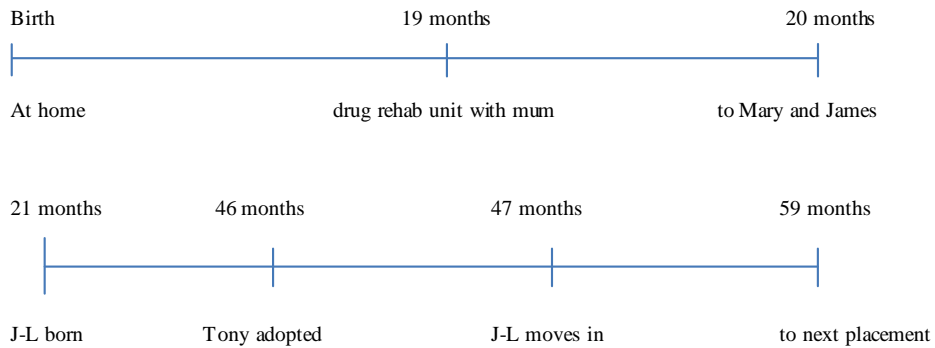 Birth 19 months 20 months
At home drug rehab unit with mum to Mary and James
21 months 46 months 47 months 59 months
J-L born Tony adopted J-L moves in to next placement